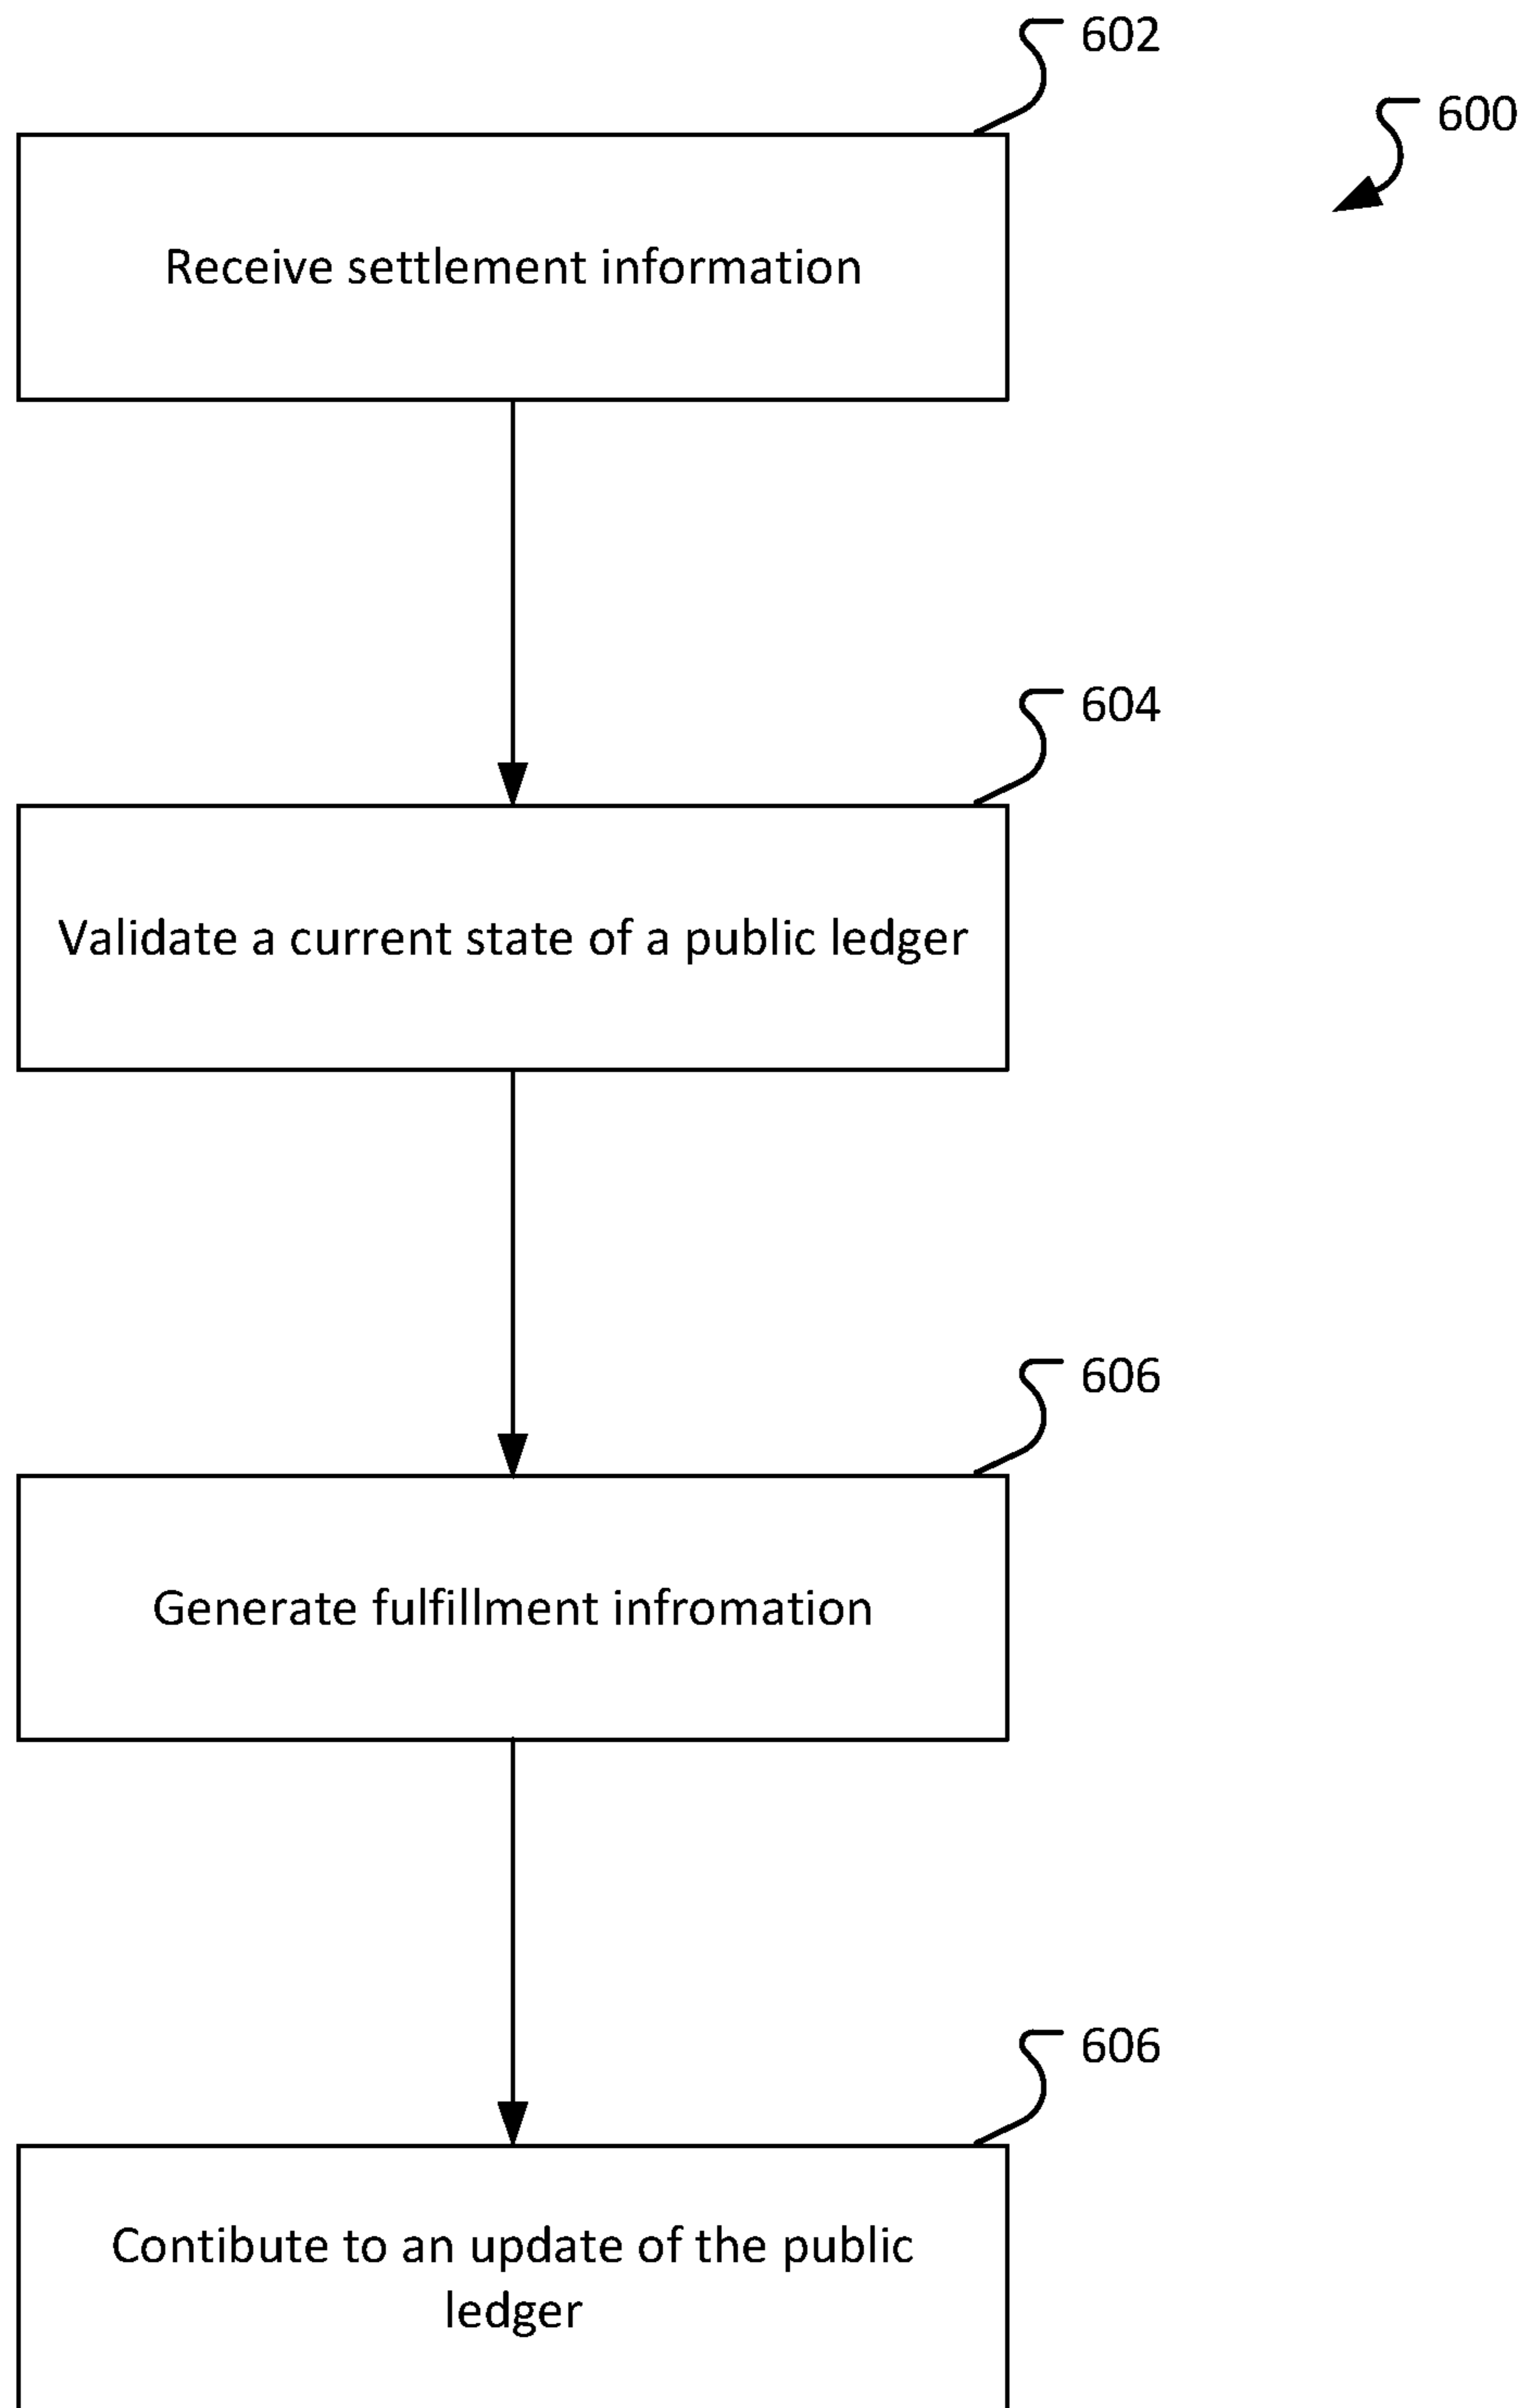 602
600
Receive settlement information
604
Validate a current state of a public ledger
606
Generate fulfillment infromation
606
Contibute to an update of the public
ledger